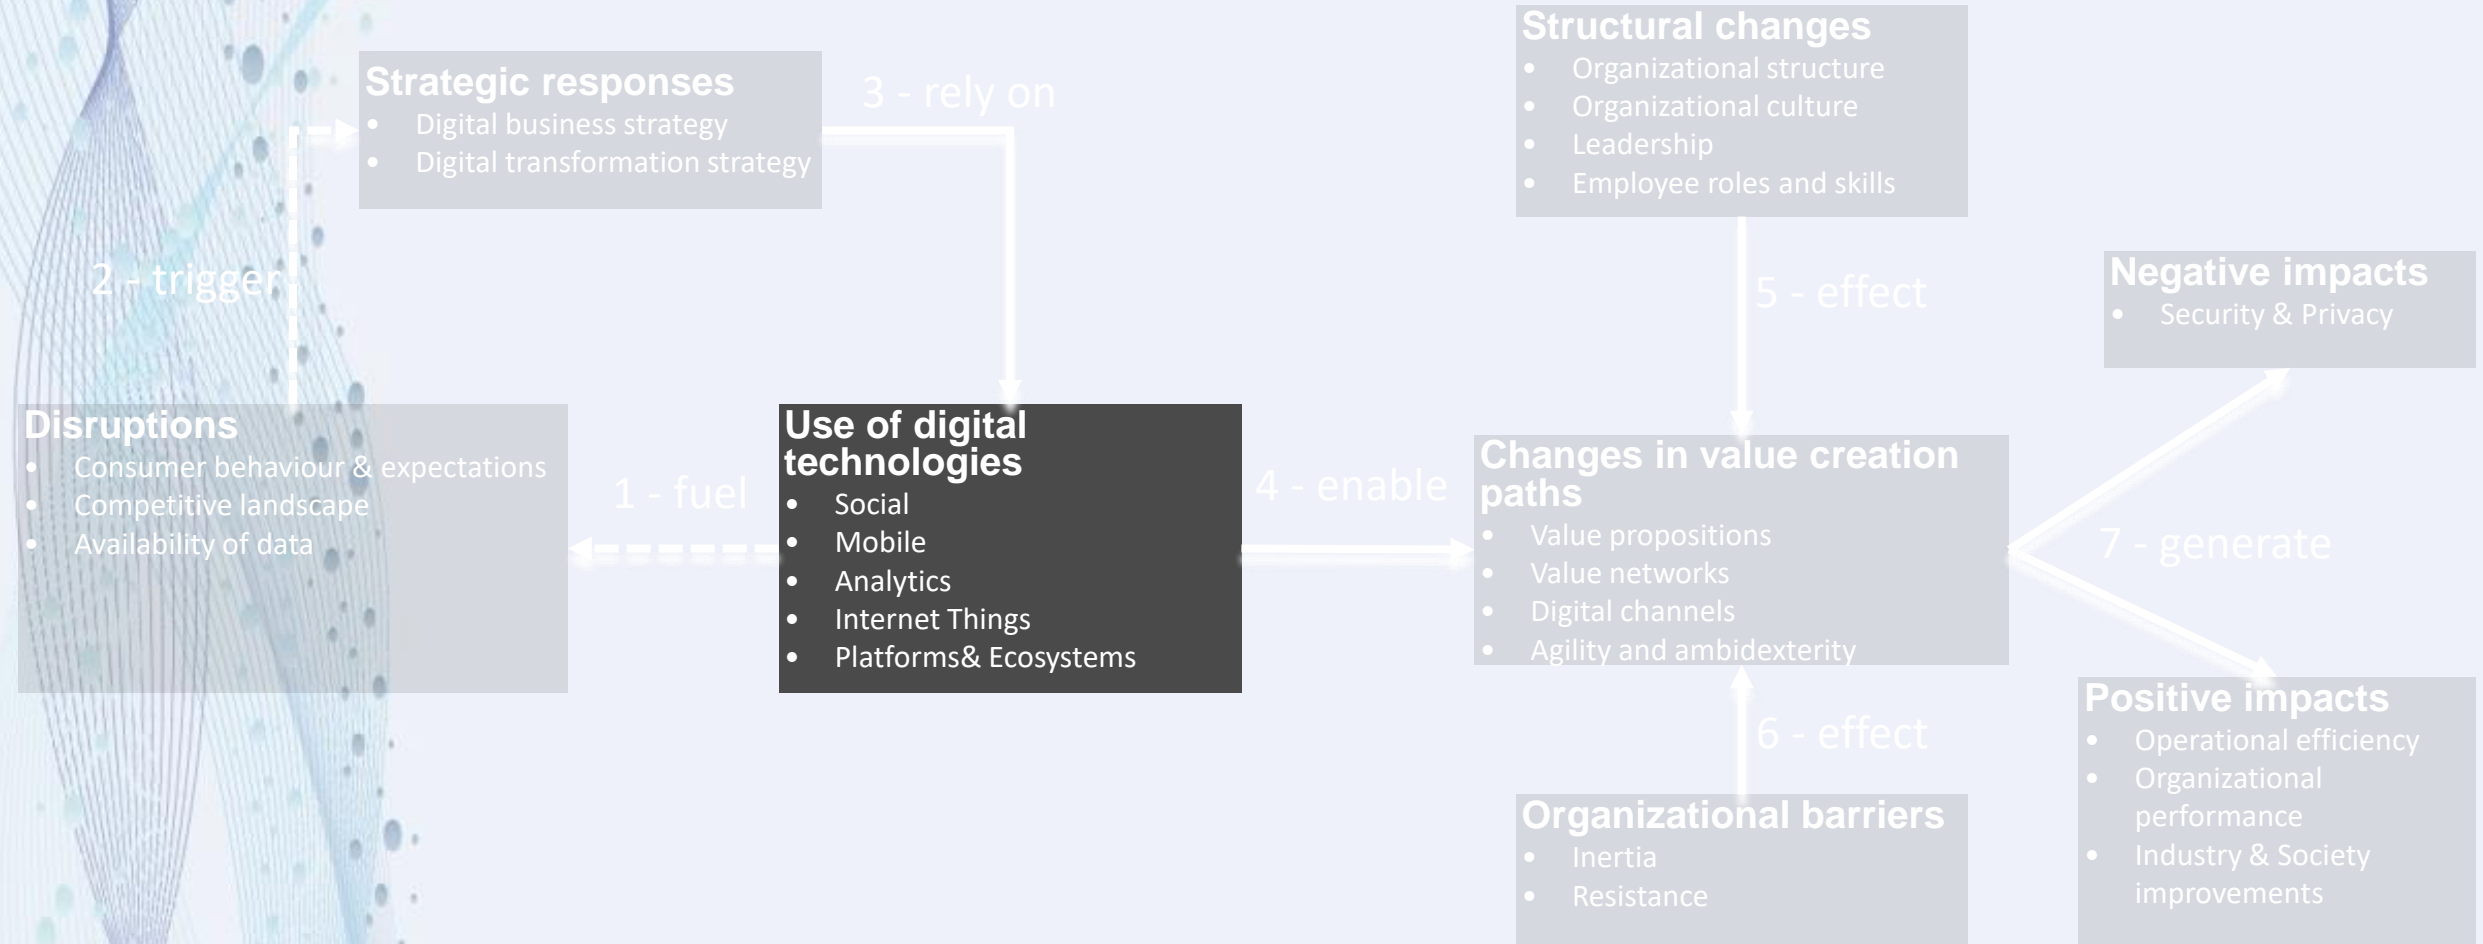 Strategic responses
• Digital business strategy
• Digital transformation strategy
3 - rely on
Structural changes
• Organizational structure
• Organizational culture
• Leadership
• Employee roles and skills
2 - trigger
5 - effect
Negative impacts
• Security & Privacy
Disruptions
• Consumer behaviour & expectations
• Competitive landscape
• Availability of data
1 - fuel
Use of digital
technologies
• Social
• Mobile
• Analytics
• Internet Things
• Platforms& Ecosystems
4 - enable
Changes in value creation
paths
• Value propositions
• Value networks
• Digital channels
• Agility and ambidexterity
7 - generate
6 - effect
Positive impacts
• Operational efficiency
• Organizational
performance
• Industry & Society
improvements
Organizational barriers
• Inertia
• Resistance